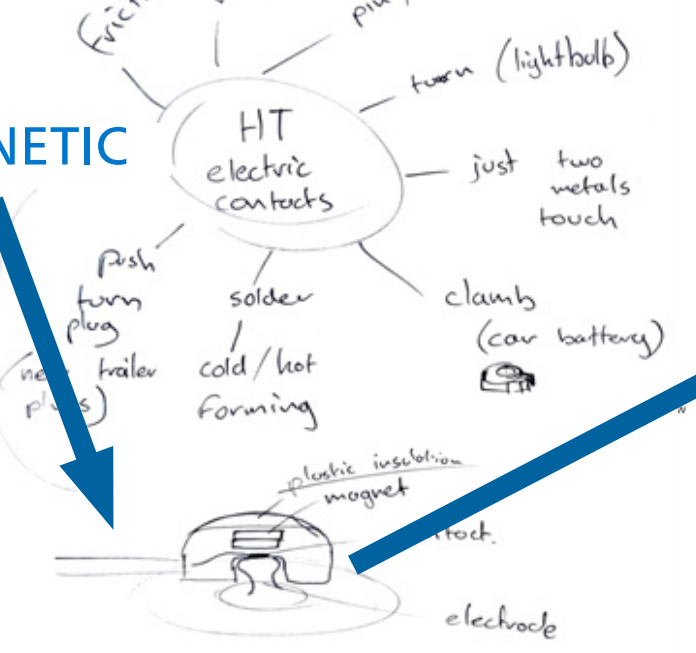 turn (lightbulb)
HT
electric
contacts
just two
metals
touch
NETIC
push
turn
plug
trailer
solder
cold/hot
forming
clamb
(car battery)
plastic insulation
magnet
electrode